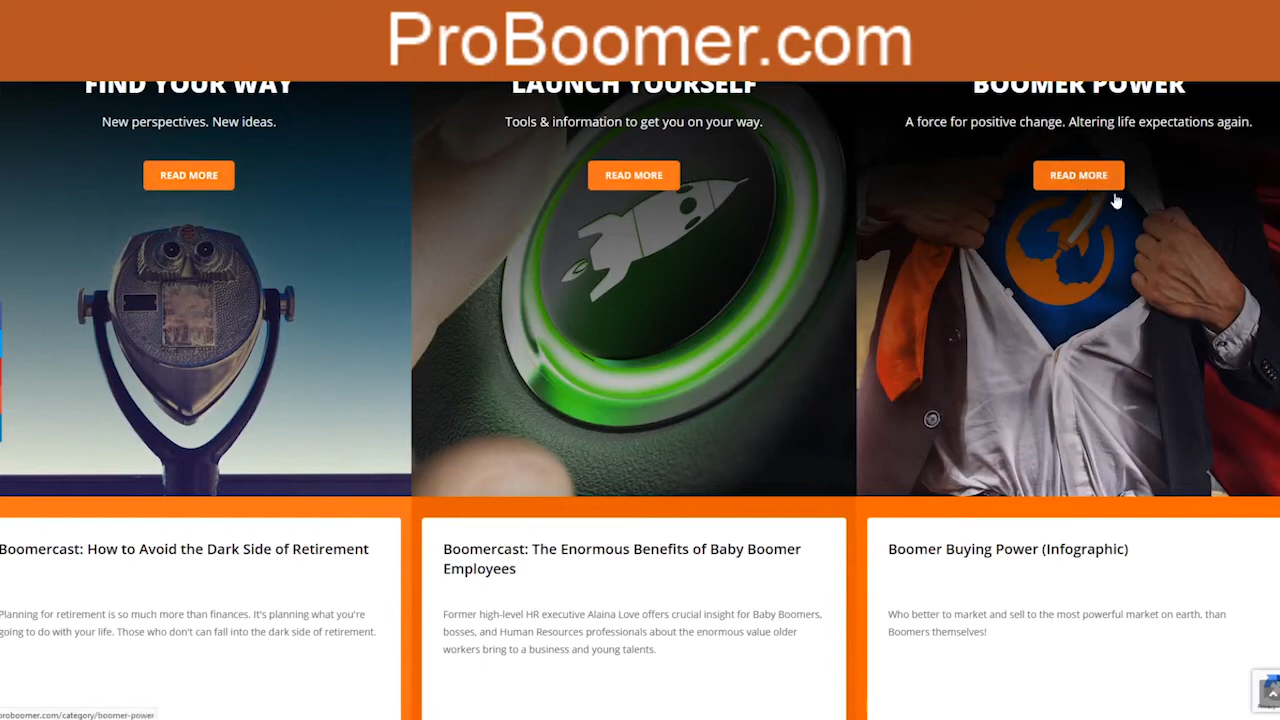 ProBoomer.com
FIND YOUR WAY
New perspectives. New ideas.
READ MORE
LAUNCH YOURSELF
Tools & information to get you on your way.
READ MORE
BOOMER POWER
A force for positive change. Altering life expectations again.
READ MORE
Boomercast: How to Avoid the Dark Side of Retirement
Planning for retirement is so much more than finances. It's planning what you're
going to do with your life. Those who don't can fall into the dark side of retirement.
Boomercast: The Enormous Benefits of Baby Boomer
Employees
Former high-level HR executive Alaina Love offers crucial insight for Baby Boomers,
bosses, and Human Resources professionals about the enormous value older
workers bring to a business and young talents.
Boomer Buying Power (Infographic)
Who better to market and sell to the most powerful market on earth, than
Boomers themselves!
proboomer.com/category/boomer-power